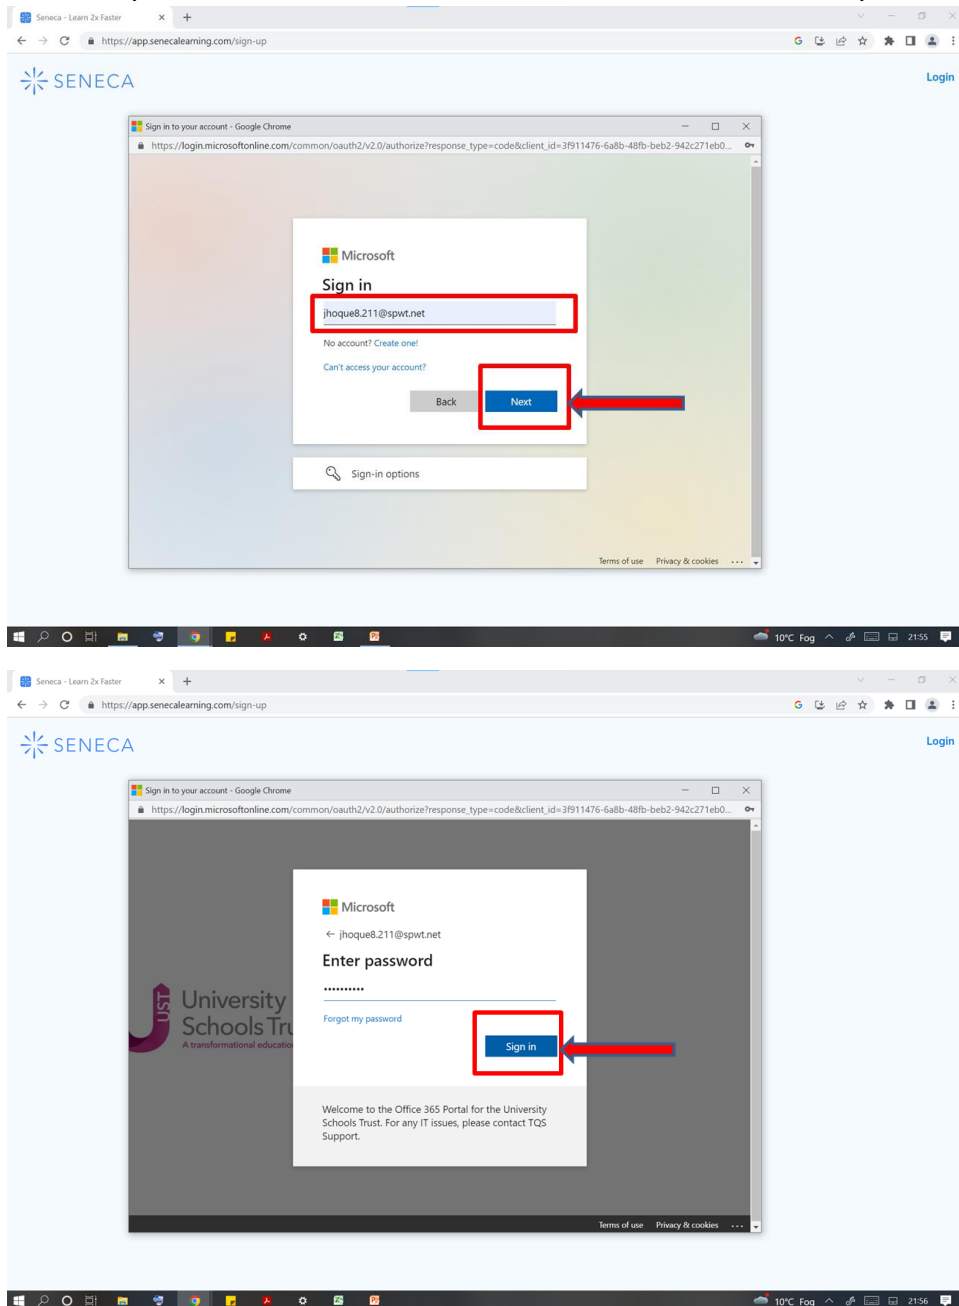 Seneca - Learn 2x Faster
https://app.senecalearning.com/sign-up
SENECA
Login
Sign in to your account - Google Chrome
https://login.microsoftonline.com/common/oauth2/v2.0/authorize?response_type=code&client_id=3f911476-6a8b-48fb-beb2-942c271eb0...
Microsoft
Sign in
jhoque8.211@spwt.net
No account? Create one!
Can't access your account?
Back Next
Sign-in options
Terms of use Privacy & cookies ...
10°C Fog 21:55
Seneca - Learn 2x Faster
https://app.senecalearning.com/sign-up
SENECA
Login
Sign in to your account - Google Chrome
https://login.microsoftonline.com/common/oauth2/v2.0/authorize?response_type=code&client_id=3f911476-6a8b-48fb-beb2-942c271eb0...
Microsoft
← jhoque8.211@spwt.net
Enter password
••••••••••
Forgot my password
Sign in
UST
University
Schools Tru
A transformational educatio
Welcome to the Office 365 Portal for the University
Schools Trust. For any IT issues, please contact TQS
Support.
Terms of use Privacy & cookies ...
10°C Fog 21:56